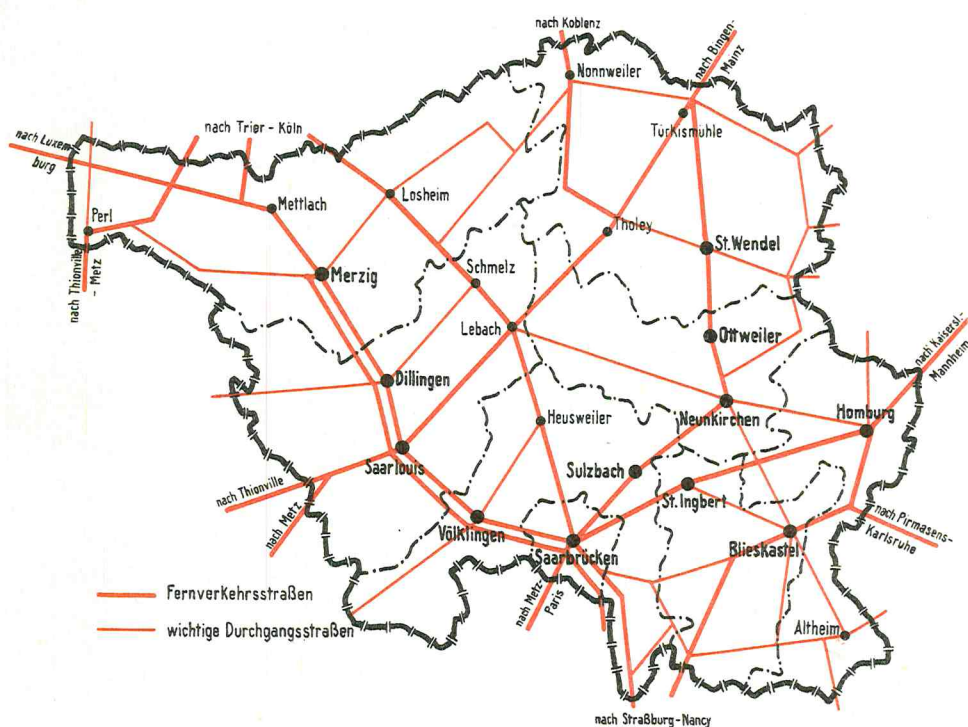 nach Koblenz
nach Bingen-
Mainz
Nonnweiler
Türkismühle
nach Trier - Köln
nach Luxem
burg
Losheim
Mettlach
Perl
Tholey
St.Wendel
nach Thionville
- Metz
Merzig
Schmelz
Lebach
Ottweiler
nach Kaisersl.-
Mannheim
Dillingen
Neunkirchen
Homburg
Heusweiler
Saarlouis
Sulzbach
St.Ingbert
nach Thionville
nach Metz
Völklingen
Saarbrücken
Blieskastel
nach Pirmasens-
Karlsruhe
nach Metz-
Paris
Fernverkehrsstraßen
wichtige Durchgangsstraßen
Altheim
nach Straßburg-Nancy